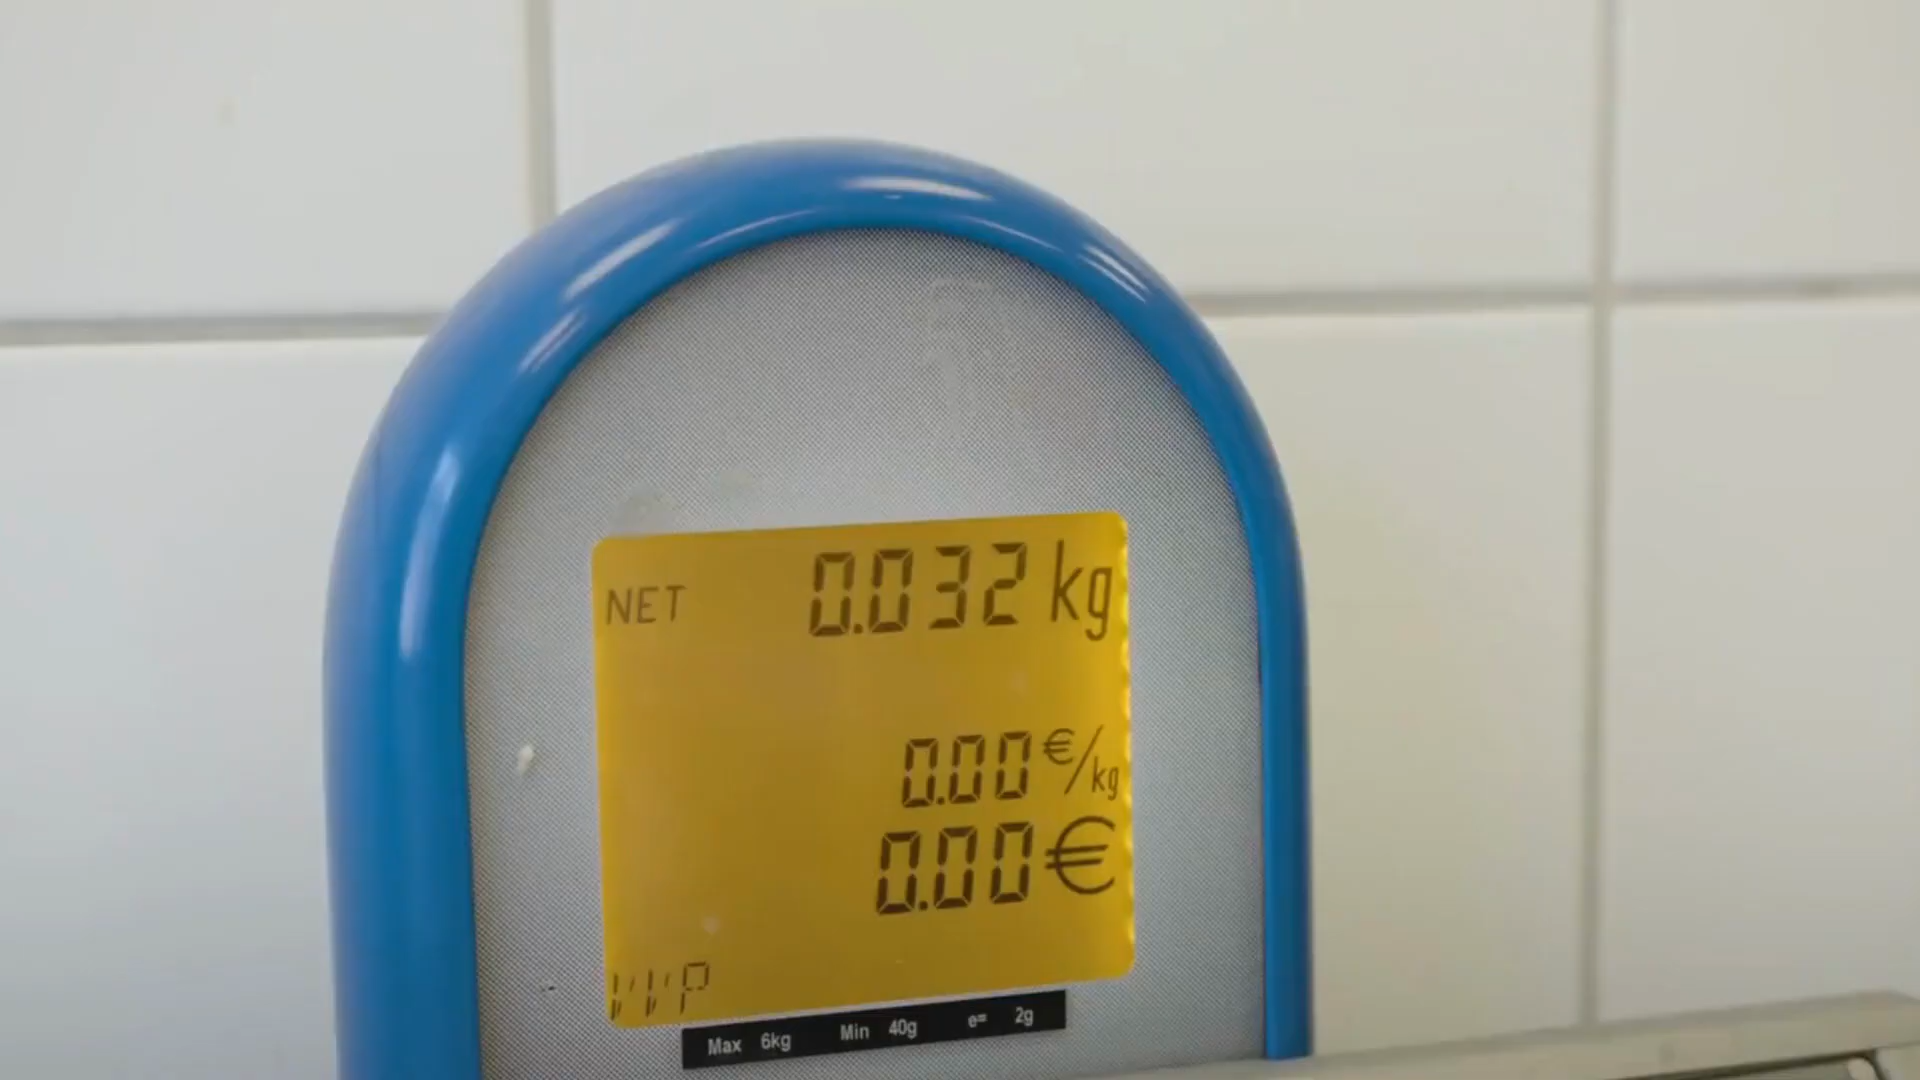 NET 0.032 kg
0.00 €/kg
0.00 €
Max 6kg Min 40g e= 2g